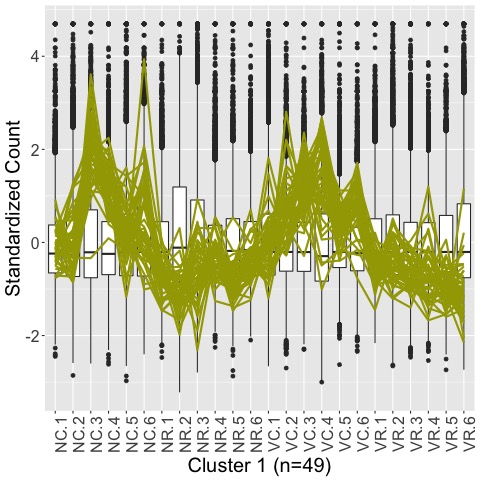 Standardized Count
4
2
0
-2
NC.1
NC.2
NC.3
NC.4
NC.5
NC.6
NR.1
NR.2
NR.3
NR.4
NR.5
NR.6
VC.1
VC.2
VC.3
VC.4
VC.5
VC.6
VR.1
VR.2
VR.3
VR.4
VR.5
VR.6
Cluster 1 (n=49)